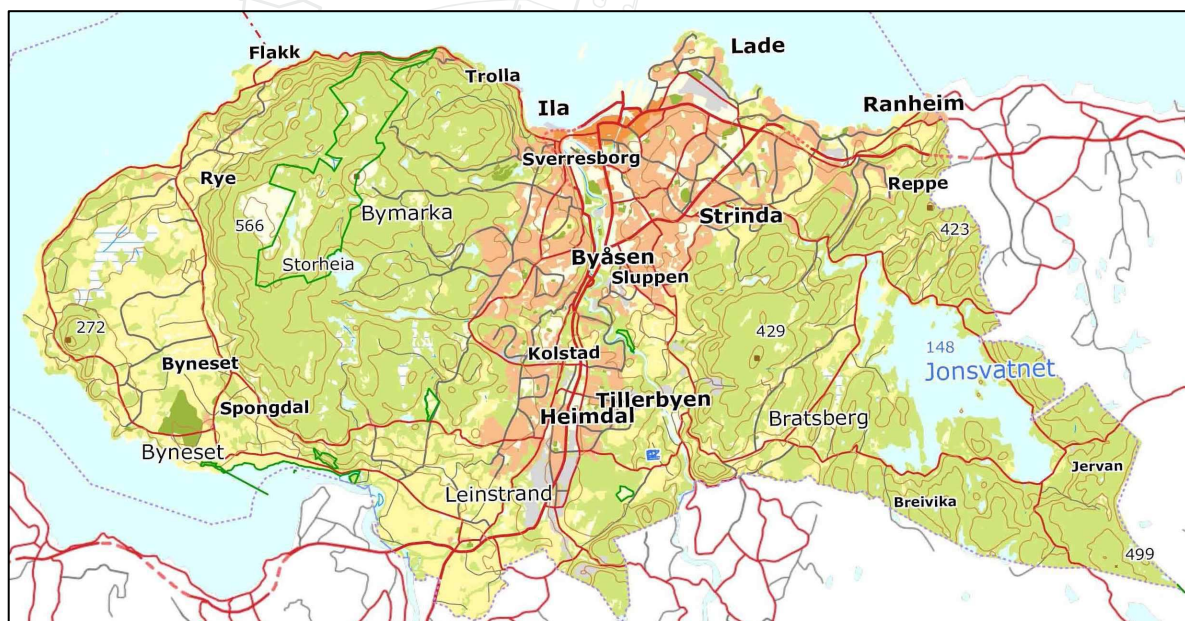 Lade
Flakk
Trolla
Ila
Ranheim
Sverresborg
Rye
Reppe
Bymarka
Strinda
566
423
Byåsen
Storheia
Sluppen
272
429
148
Kolstad
Byneset
Jonsvatnet
Tillerbyen
Spongdal
Heimdal
Bratsberg
Byneset
Jervan
Leinstrand
Breivika
499